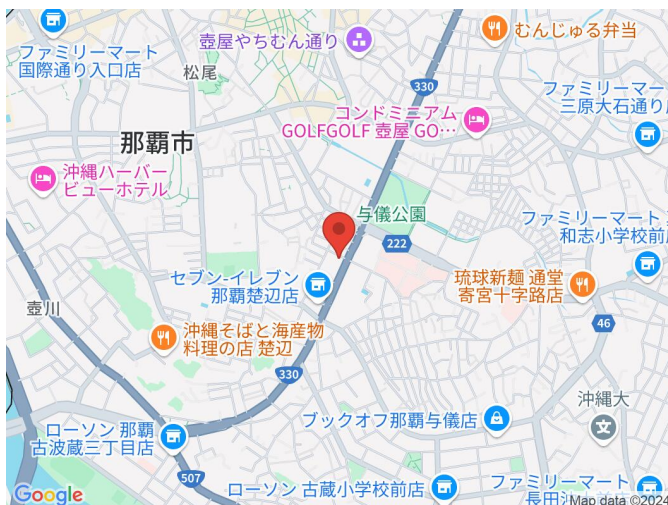 ファミリーマート
国際通り入口店
壺屋やちむん通り
むんじゅる弁当
松尾
330
ファミリーマー
三原大石通り
コンドミニアム
GOLFGOLF 壺屋 GO…
那覇市
沖縄ハーバー
ビューホテル
与儀公園
222
ファミリーマート
和志小学校前
セブン-イレブン
那覇楚辺店
琉球新麺 通堂
寄宮十字路店
壺川
沖縄そばと海産物
料理の店 楚辺
46
330
沖縄大
ブックオフ那覇与儀店
ローソン 那覇
古波蔵三丁目店
507
ローソン 古蔵小学校前店
ファミリーマート
Google
Map data ©2024